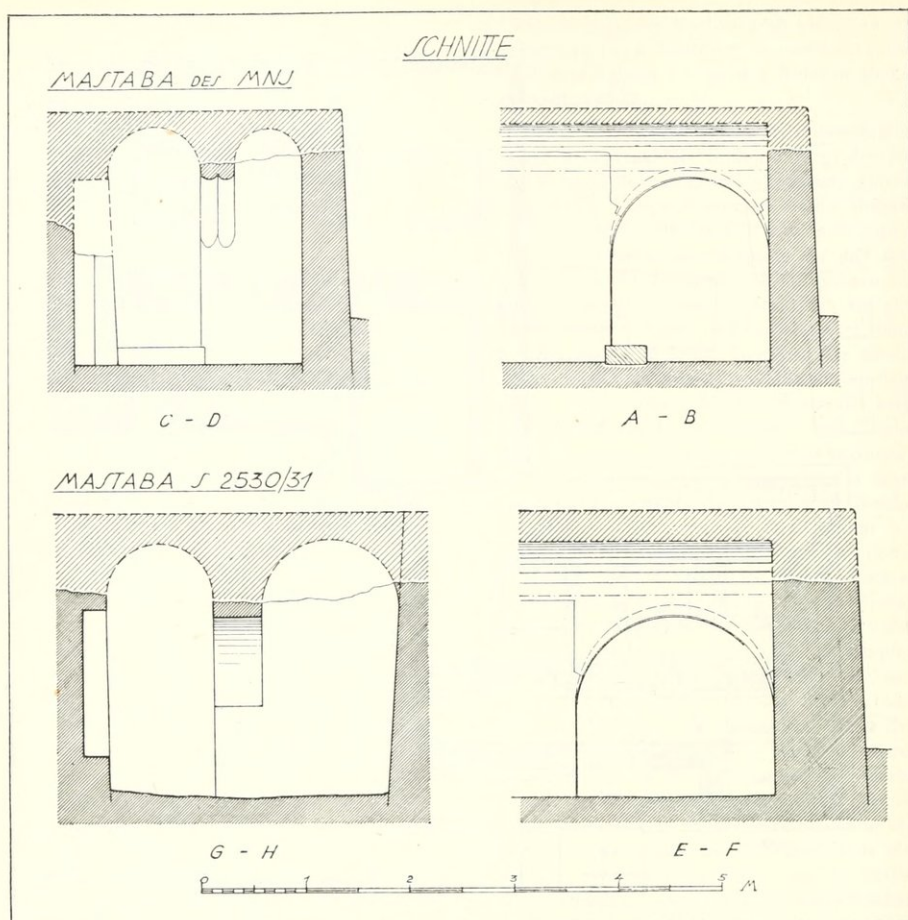 SCHNITTE
MASTABA DES MNJ
C - D
A - B
MASTABA S 2530/31
G - H
E - F
0 1 2 3 4 5 M